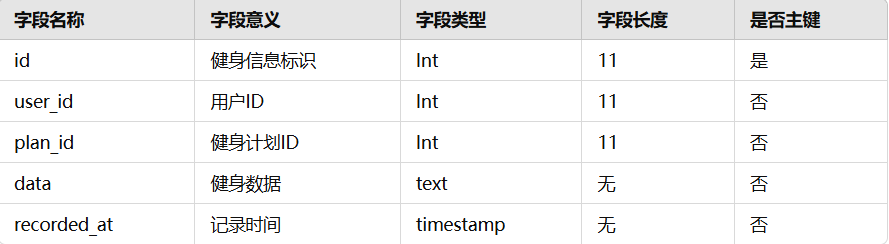 字段名称 字段意义 字段类型 字段长度 是否主键
id 健身信息标识 Int 11 是
user_id 用户ID Int 11 否
plan_id 健身计划ID Int 11 否
data 健身数据 text 无 否
recorded_at 记录时间 timestamp 无 否